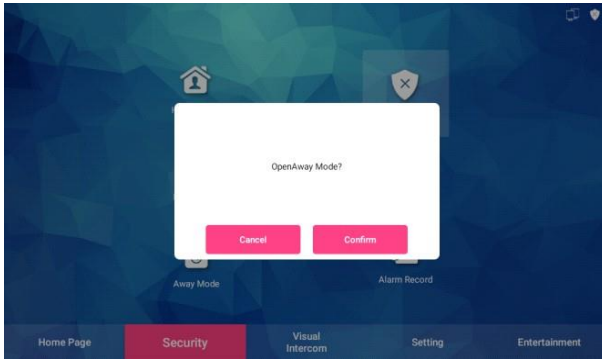 OpenAway Mode?
Cancel
Confirm
Away Mode
Alarm Record
Home Page
Security
Visual
Intercom
Setting
Entertainment